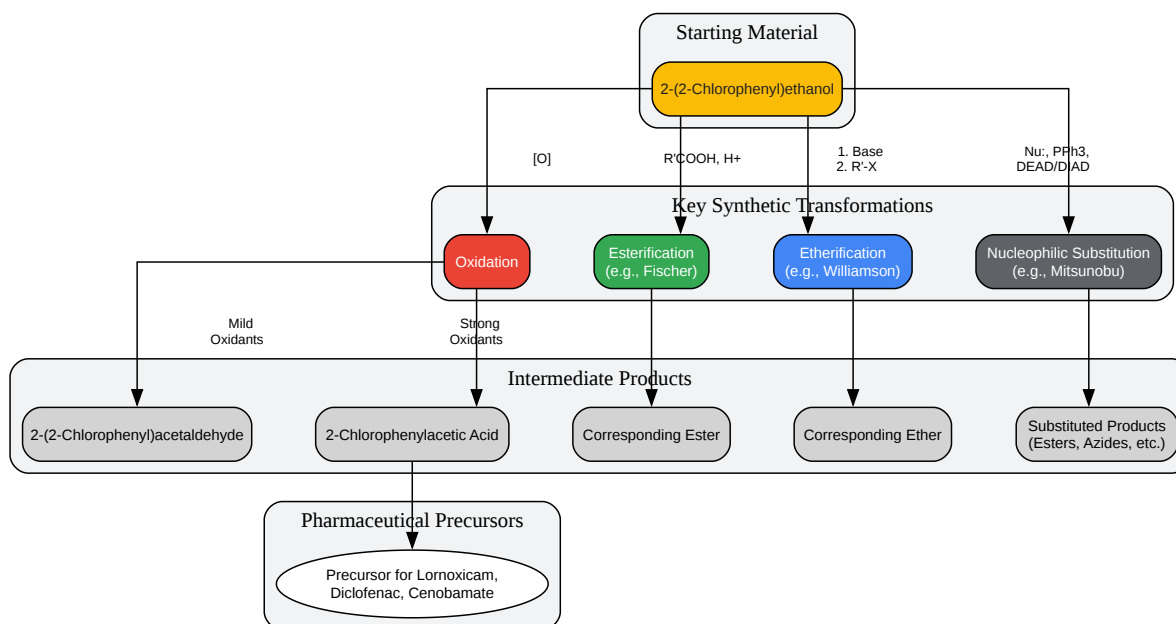 Starting Material
2-(2-Chlorophenyl)ethanol
[O]
R'COOH, H+
1. Base
2. R'-X
Nu:, PPh3,
DEAD/DIAD
Key Synthetic Transformations
Oxidation
Esterification
(e.g., Fischer)
Etherification
(e.g., Williamson)
Nucleophilic Substitution
(e.g., Mitsunobu)
Mild
Oxidants
Strong
Oxidants
Intermediate Products
2-(2-Chlorophenyl)acetaldehyde
2-Chlorophenylacetic Acid
Corresponding Ester
Corresponding Ether
Substituted Products
(Esters, Azides, etc.)
Pharmaceutical Precursors
Precursor for Lornoxicam,
Diclofenac, Cenobamate